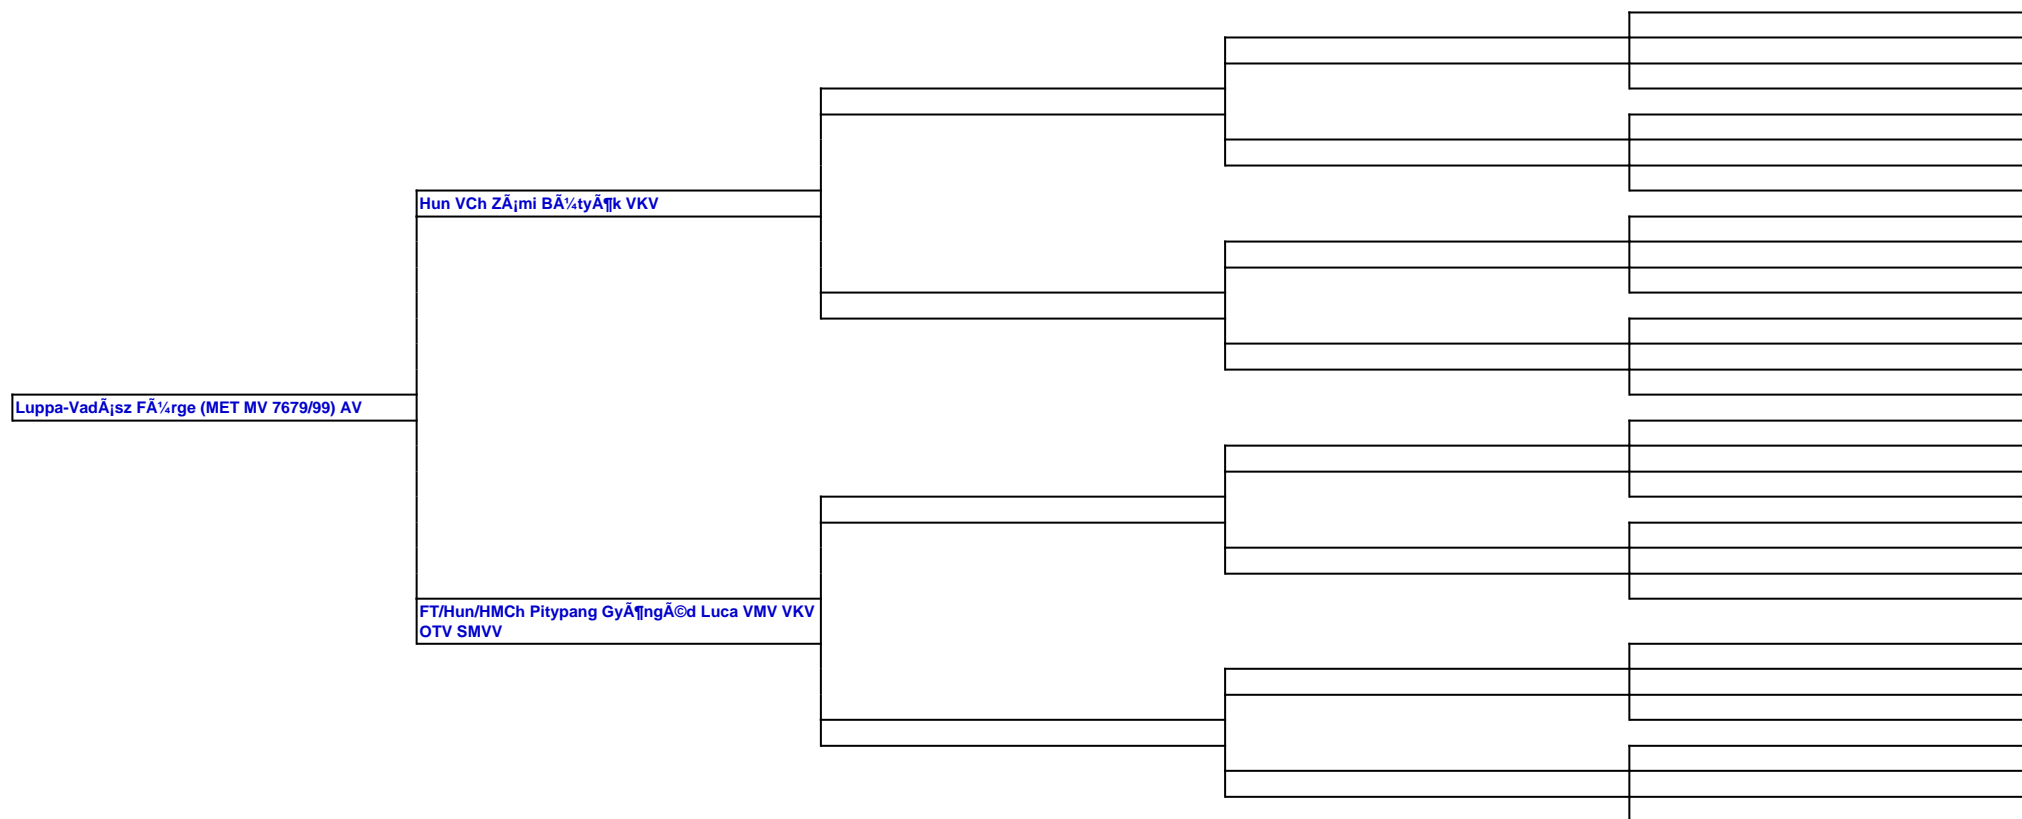 Hun VCh ZÃ¡mi BÃ¼tyÃ¶k VKV
Luppa-VadÃ¡sz FÃ¼rge (MET MV 7679/99) AV
FT/Hun/HMCh Pitypang GyÃ¶ngÃ©d Luca VMV VKV
OTV SMVV